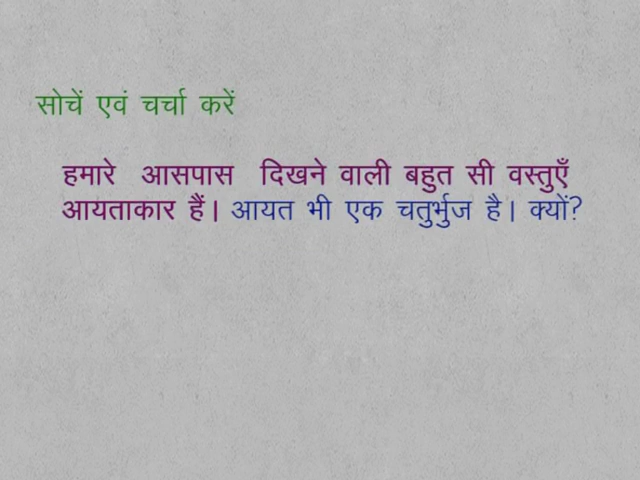 सोचें एवं चर्चा करें
हमारे आसपास दिखने वाली बहुत सी वस्तुएँ
आयताकार हैं। आयत भी एक चतुर्भुज है। क्यों?